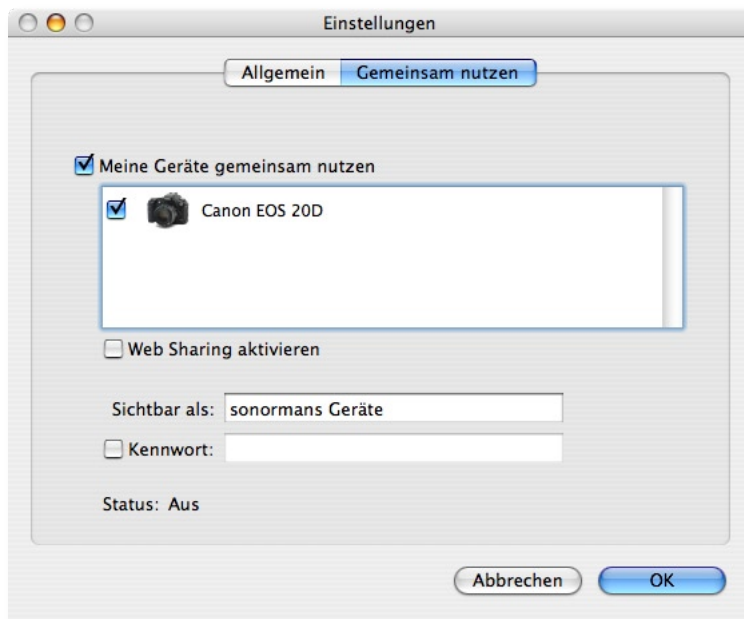 Einstellungen
Allgemein Gemeinsam nutzen
Meine Geräte gemeinsam nutzen
Canon EOS 20D
Web Sharing aktivieren
Sichtbar als: sonormans Geräte
Kennwort:
Status: Aus
Abbrechen OK